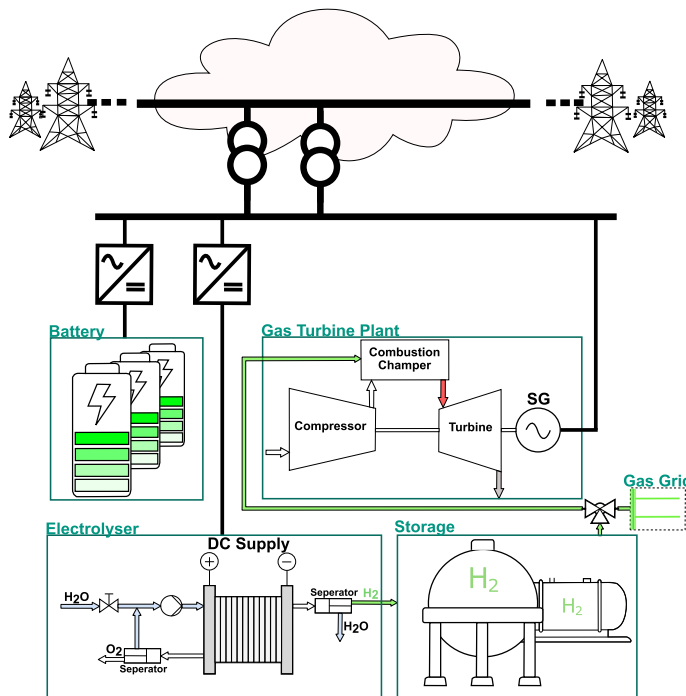 Battery
Gas Turbine Plant
Combustion
Champer
Compressor
Turbine
SG
Gas Grid
Electrolyser
DC Supply
Storage
+
−
H₂O
Seperator
H₂
H₂O
O₂
Seperator
H₂
H₂